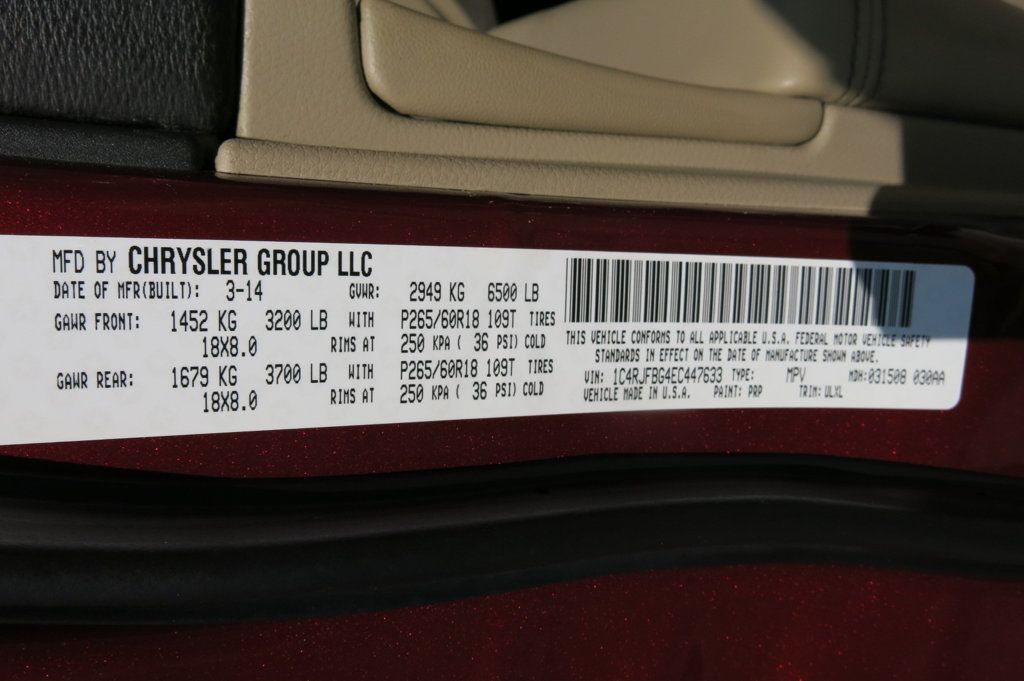 MFD BY CHRYSLER GROUP LLC
DATE OF MFR(BUILT): 3-14 GVWR: 2949 KG 6500 LB
GAWR FRONT: 1452 KG 3200 LB WITH P265/60R18 109T TIRES
18X8.0 RIMS AT 250 KPA ( 36 PSI) COLD
GAWR REAR: 1679 KG 3700 LB WITH P265/60R18 109T TIRES
18X8.0 RIMS AT 250 KPA ( 36 PSI) COLD
THIS VEHICLE CONFORMS TO ALL APPLICABLE U.S.A. FEDERAL MOTOR VEHICLE SAFETY
STANDARDS IN EFFECT ON THE DATE OF MANUFACTURE SHOWN ABOVE.
VIN: 1C4RJFBG4EC447633 TYPE: MPV MDH:031508 030AA
VEHICLE MADE IN U.S.A. PAINT: PRP TRIM: ULXL